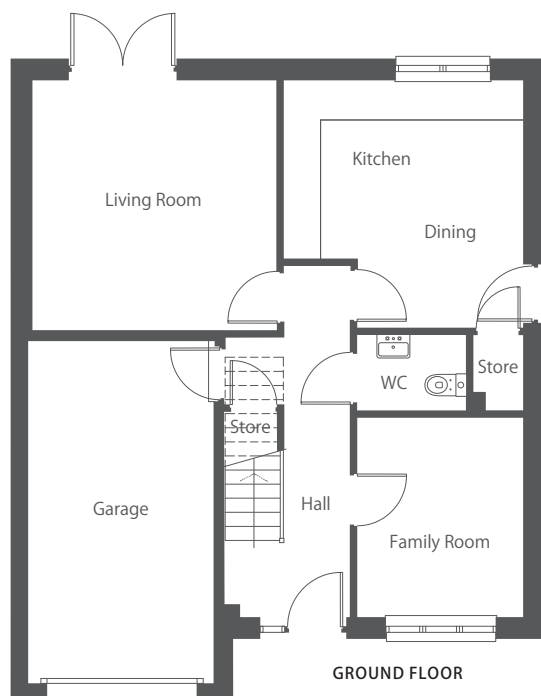 Kitchen
Living Room
Dining
WC
Store
Store
Garage
Hall
Family Room
GROUND FLOOR